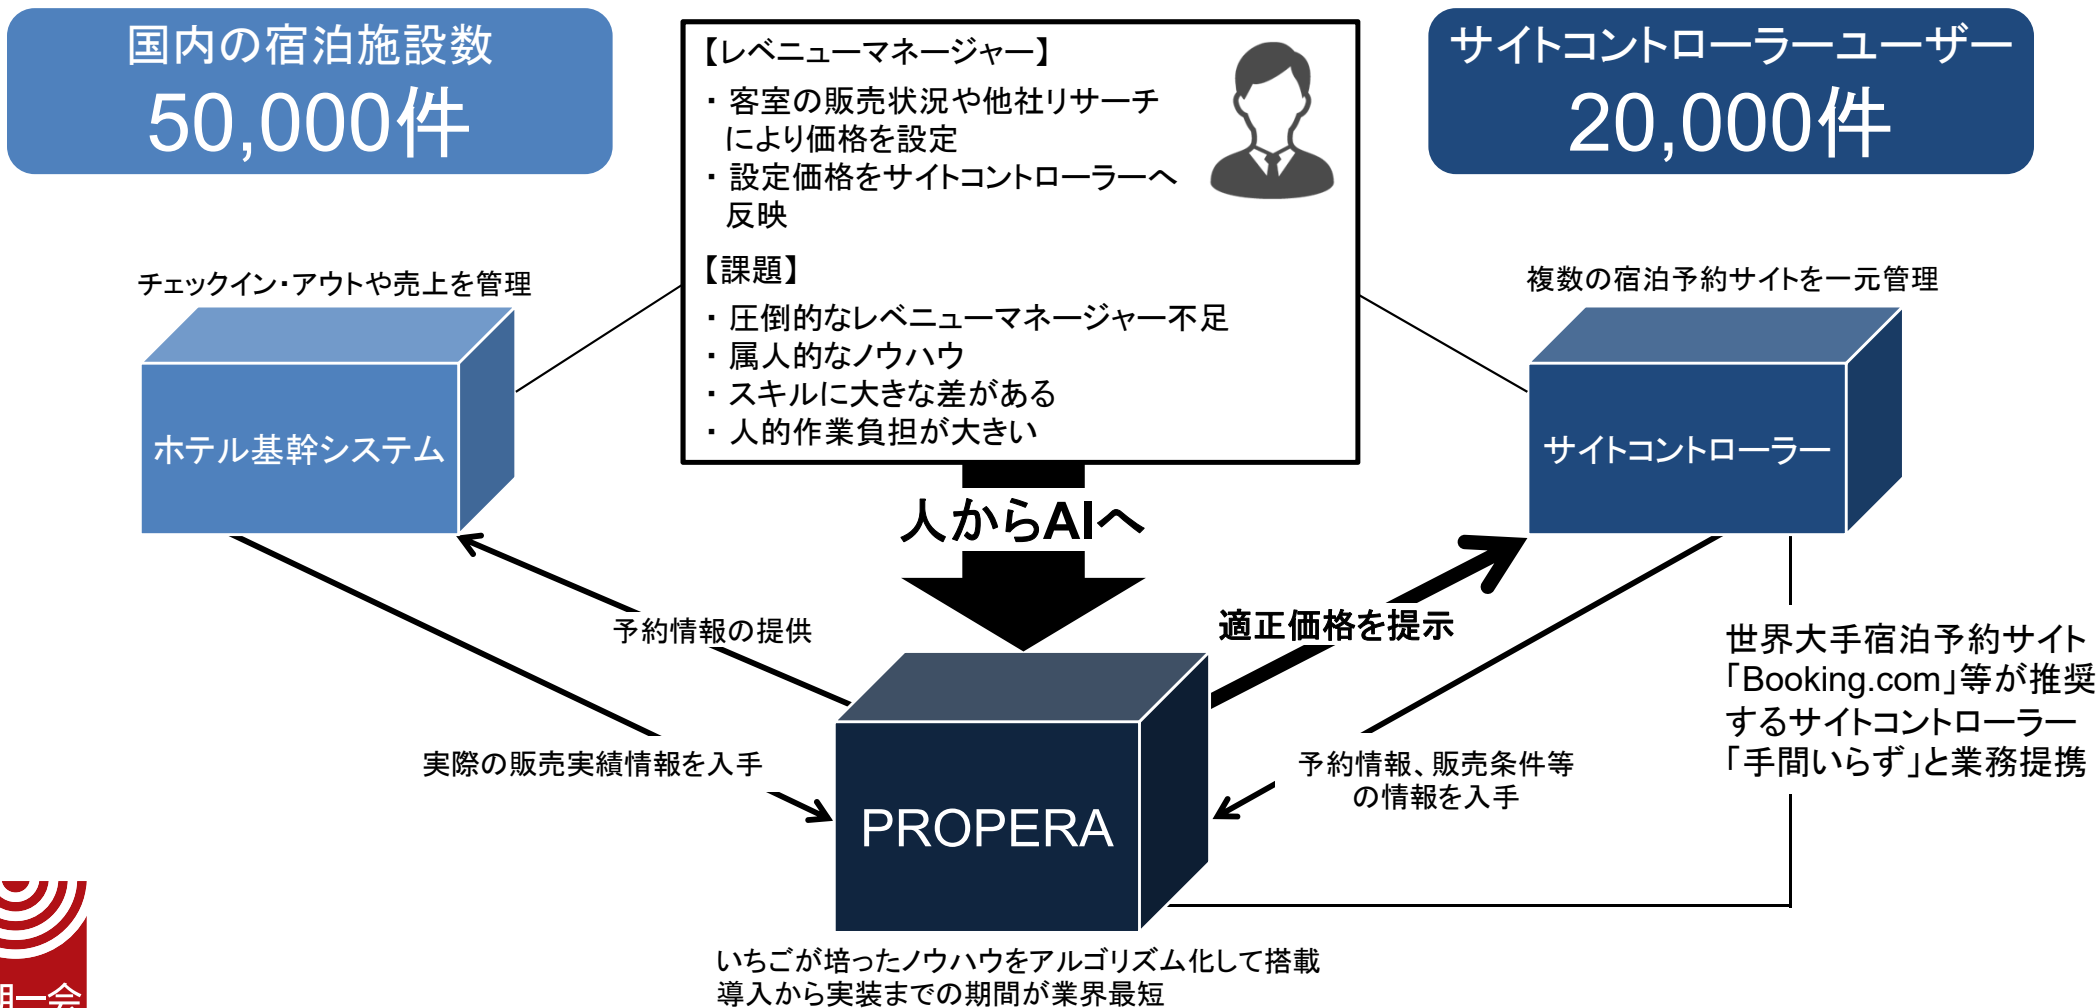 国内の宿泊施設数
50,000件
【レベニューマネージャー】
・ 客室の販売状況や他社リサーチ
により価格を設定
・ 設定価格をサイトコントローラーへ
反映
【課題】
・ 圧倒的なレベニューマネージャー不足
・ 属人的なノウハウ
・ スキルに大きな差がある
・ 人的作業負担が大きい
サイトコントローラーユーザー
20,000件
チェックイン・アウトや売上を管理
ホテル基幹システム
複数の宿泊予約サイトを一元管理
サイトコントローラー
人からAIへ
予約情報の提供
適正価格を提示
実際の販売実績情報を入手
予約情報、販売条件等
の情報を入手
世界大手宿泊予約サイト
「Booking.com」等が推奨
するサイトコントローラー
「手間いらず」と業務提携
PROPERA
いちごが培ったノウハウをアルゴリズム化して搭載
導入から実装までの期間が業界最短
期一会